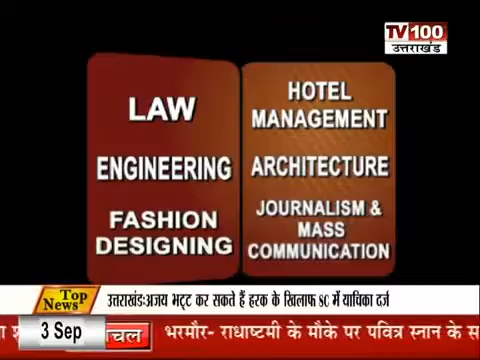 TV100
उत्तराखंड
LAW
ENGINEERING
FASHION
DESIGNING
HOTEL
MANAGEMENT
ARCHITECTURE
JOURNALISM &
MASS
COMMUNICATION
Top
News
उत्तराखंड:अजय भट्ट कर सकते हैं हरक के खिलाफ SC में याचिका दर्ज
3 Sep
चल
भरमौर- राधाष्टमी के मौके पर पवित्र स्नान के स